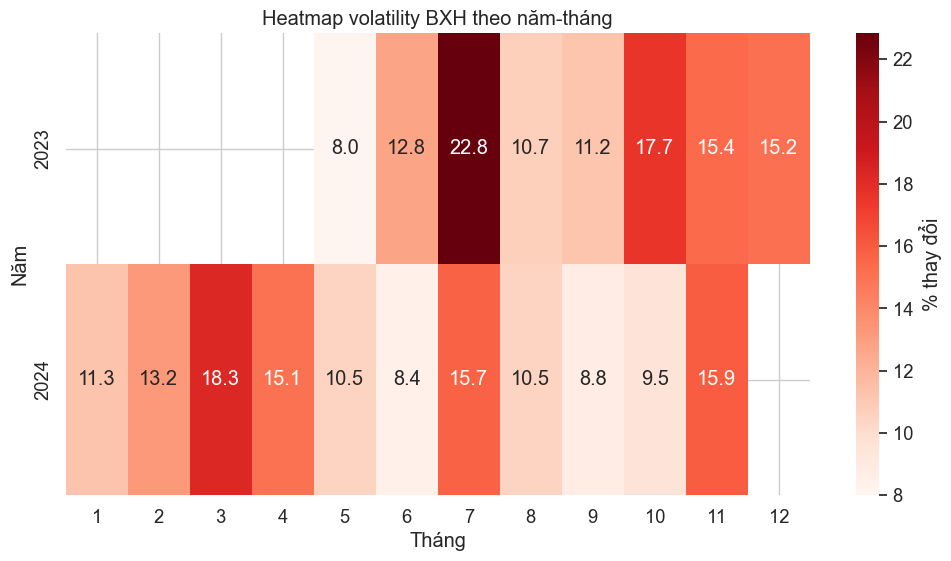 Heatmap volatility BXH theo năm-tháng
Năm
2023
8.0 12.8 22.8 10.7 11.2 17.7 15.4 15.2
2024
11.3 13.2 18.3 15.1 10.5 8.4 15.7 10.5 8.8 9.5 15.9
1 2 3 4 5 6 7 8 9 10 11 12
Tháng
22
20
18
16
14
12
10
8
% thay đổi